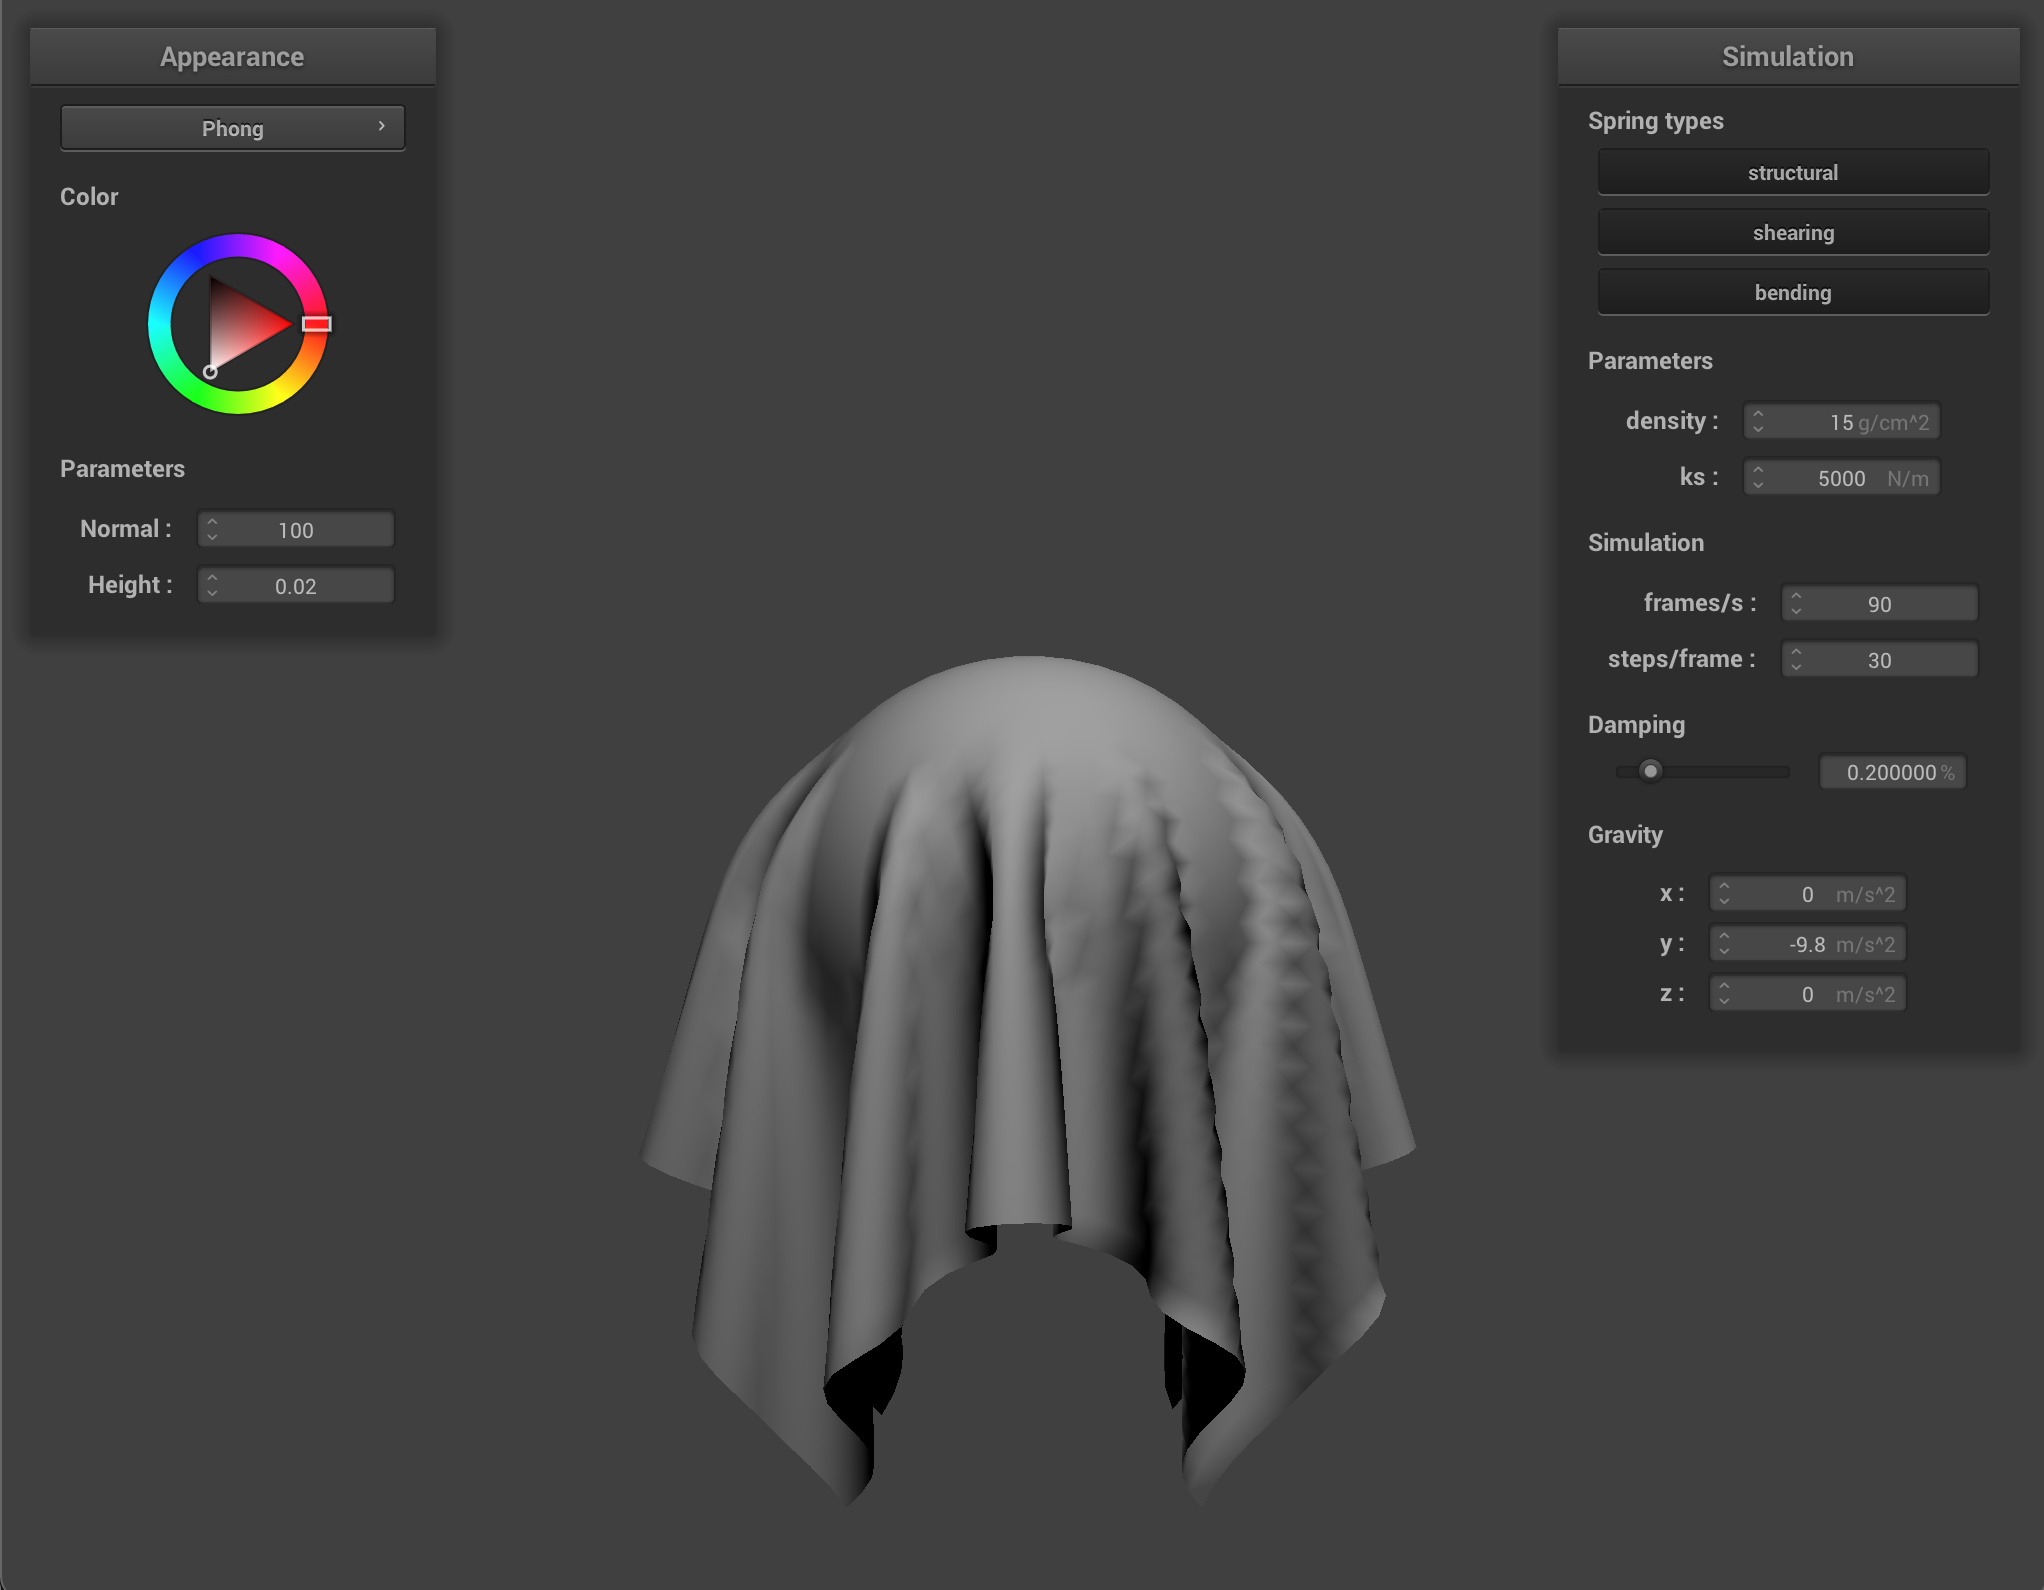 Appearance
Phong
Color
Parameters
Normal : 100
Height : 0.02
Simulation
Spring types
structural
shearing
bending
Parameters
density : 15 g/cm^2
ks : 5000 N/m
Simulation
frames/s : 90
steps/frame : 30
Damping
0.200000 %
Gravity
x : 0 m/s^2
y : -9.8 m/s^2
z : 0 m/s^2